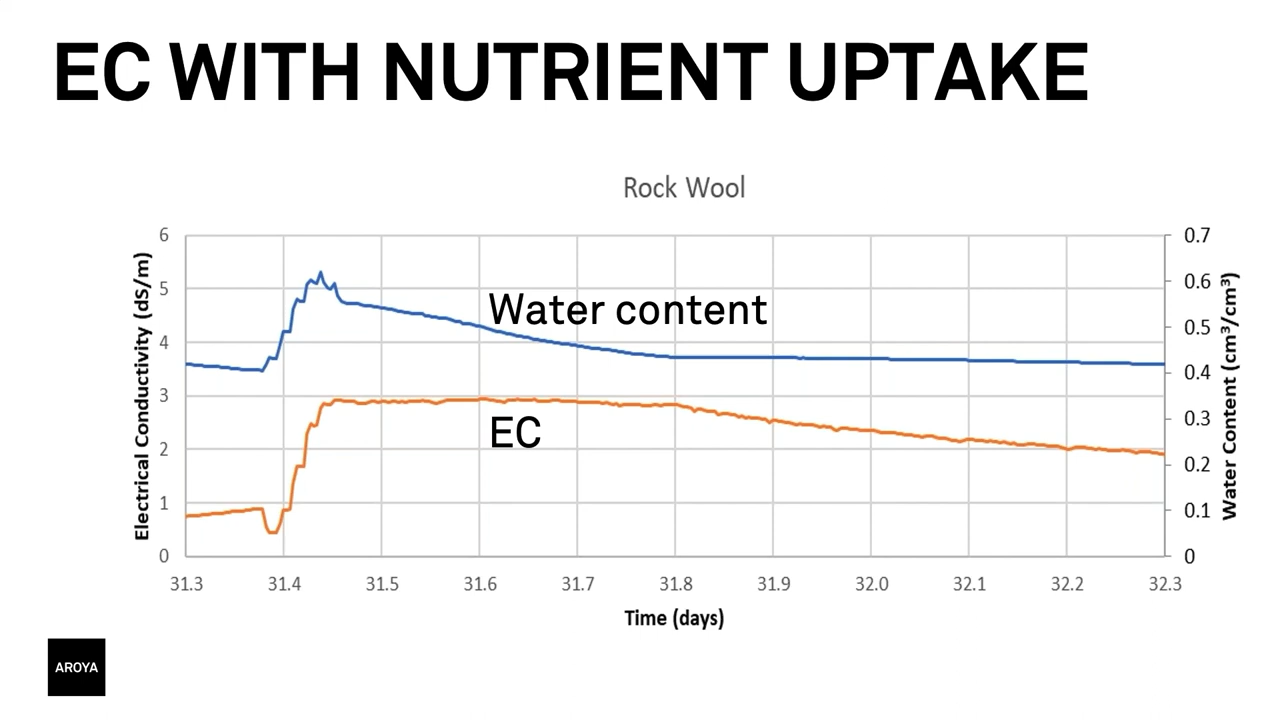 EC WITH NUTRIENT UPTAKE
Rock Wool
Electrical Conductivity (dS/m)
6
5
4
3
2
1
0
Water content
EC
0.7
0.6
0.5
0.4
0.3
0.2
0.1
0
Water Content (cm³/cm³)
31.3 31.4 31.5 31.6 31.7 31.8 31.9 32.0 32.1 32.2 32.3
Time (days)
AROYA